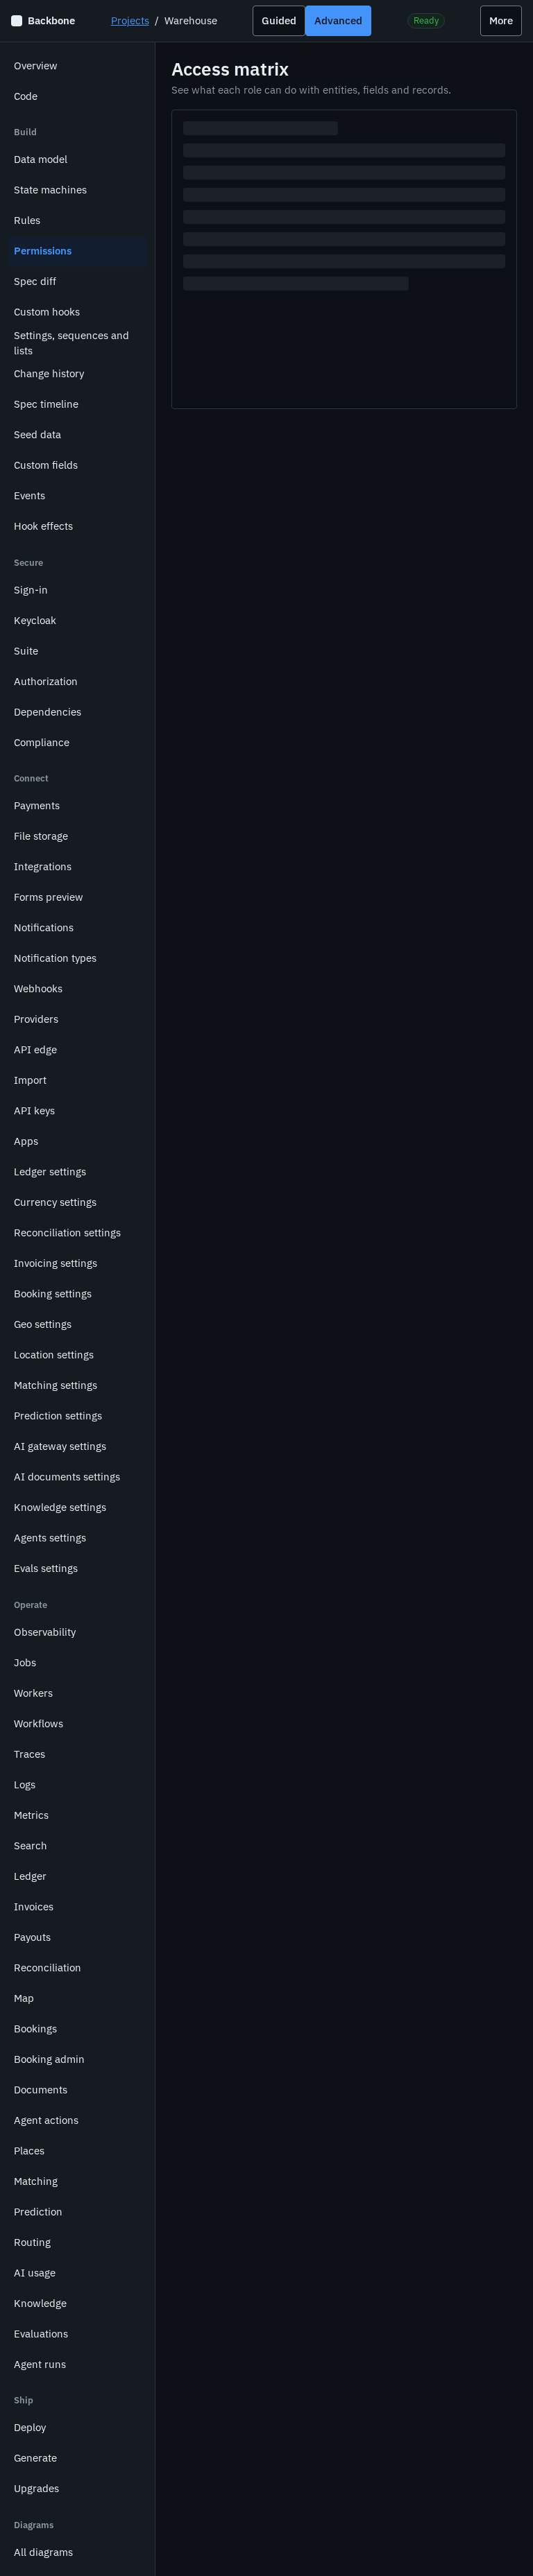 Backbone
Projects / Warehouse
Guided
Advanced
Ready
More
Overview
Code
Build
Data model
State machines
Rules
Permissions
Spec diff
Custom hooks
Settings, sequences and
lists
Change history
Spec timeline
Seed data
Custom fields
Events
Hook effects
Secure
Sign-in
Keycloak
Suite
Authorization
Dependencies
Compliance
Connect
Payments
File storage
Integrations
Forms preview
Notifications
Notification types
Webhooks
Providers
API edge
Import
API keys
Apps
Ledger settings
Currency settings
Reconciliation settings
Invoicing settings
Booking settings
Geo settings
Location settings
Matching settings
Prediction settings
AI gateway settings
AI documents settings
Knowledge settings
Agents settings
Evals settings
Operate
Observability
Jobs
Workers
Workflows
Traces
Logs
Metrics
Search
Ledger
Invoices
Payouts
Reconciliation
Map
Bookings
Booking admin
Documents
Agent actions
Places
Matching
Prediction
Routing
AI usage
Knowledge
Evaluations
Agent runs
Ship
Deploy
Generate
Upgrades
Diagrams
All diagrams
Access matrix
See what each role can do with entities, fields and records.